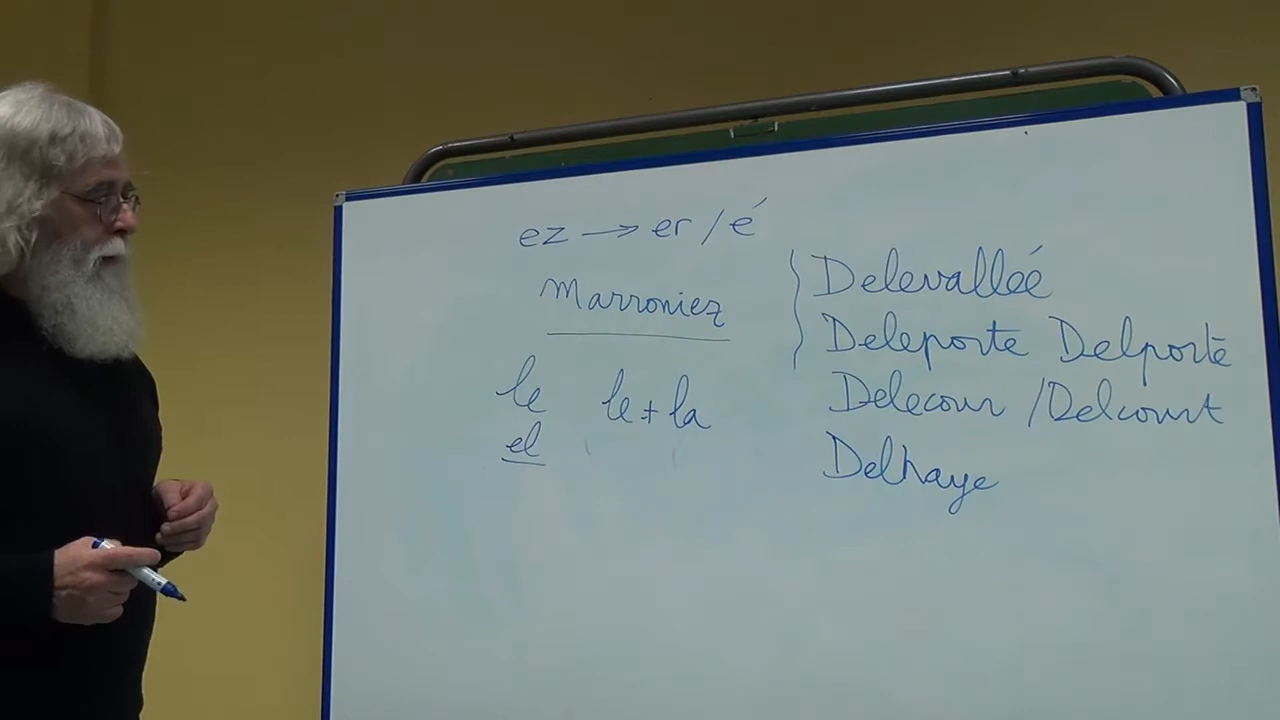 ez → er / é
Marroniez
le le + la
el
Delevallée
Deleporte Delporte
Delecour / Delcourt
Delhaye